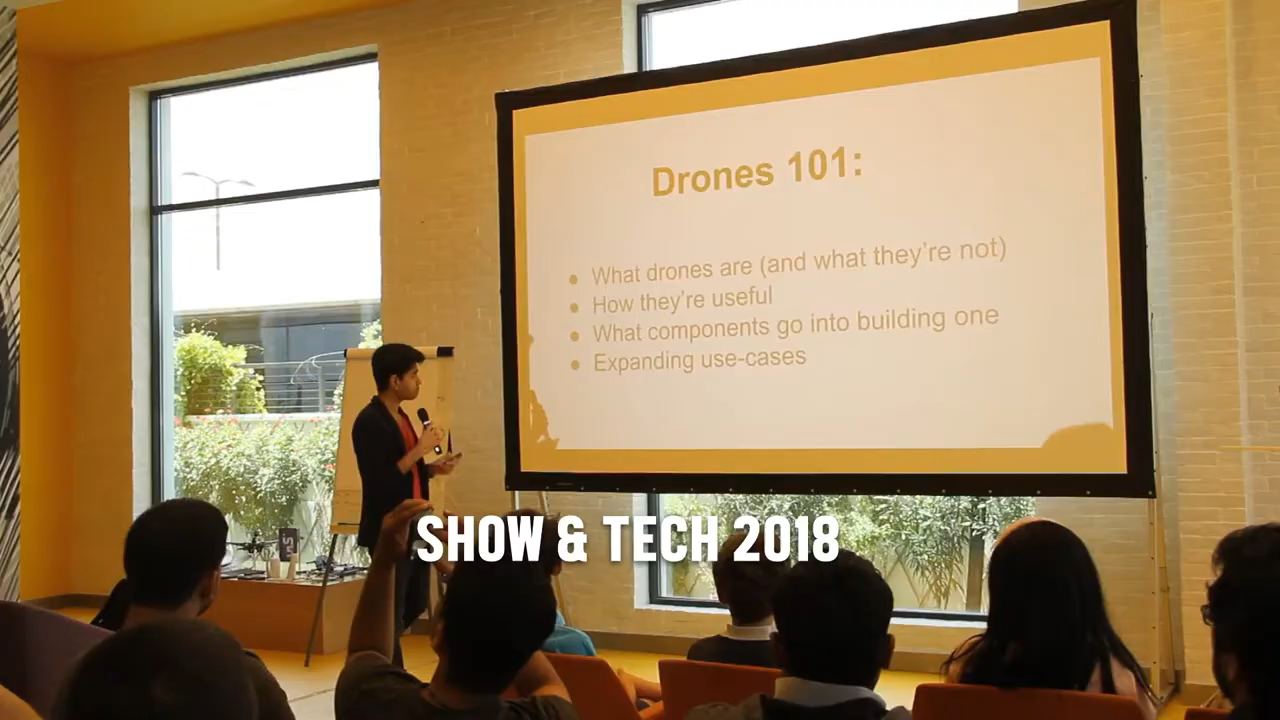 Drones 101:
● What drones are (and what they're not)
● How they're useful
● What components go into building one
● Expanding use-cases
SHOW & TECH 2018